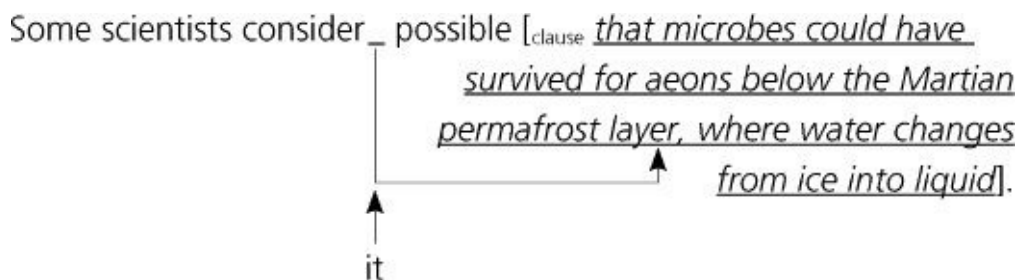 Some scientists consider _ possible [clause that microbes could have
survived for aeons below the Martian
permafrost layer, where water changes
from ice into liquid].
it